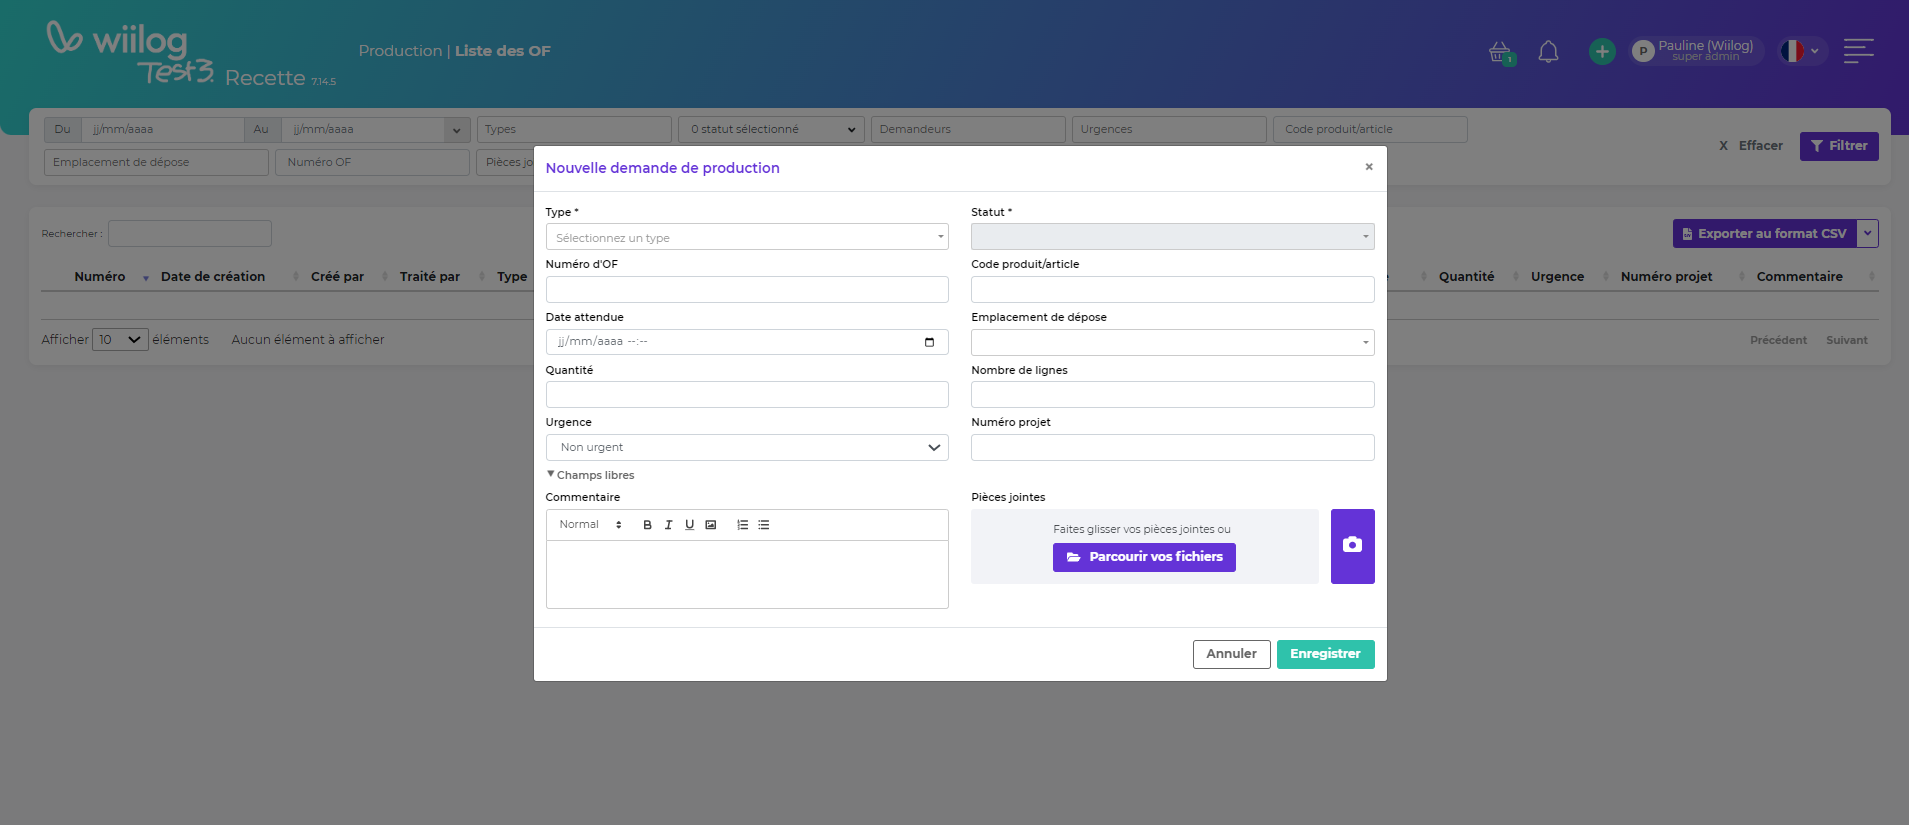 wiilog
Test3
Recette 7.14.5
Production | Liste des OF
1
P
Pauline (Wiilog)
super admin
Du jj/mm/aaaa Au jj/mm/aaaa Types 0 statut sélectionné Demandeurs Urgences Code produit/article
X Effacer Filtrer
Emplacement de dépose Numéro OF Pièces jo
Nouvelle demande de production ×
Rechercher :
Exporter au format CSV
Numéro Date de création Créé par Traité par Type Quantité Urgence Numéro projet Commentaire
Afficher 10 éléments Aucun élément à afficher Précédent Suivant
Type * Statut *
Sélectionnez un type
Numéro d'OF Code produit/article
Date attendue Emplacement de dépose
jj/mm/aaaa --:--
Quantité Nombre de lignes
Urgence Numéro projet
Non urgent
Champs libres
Commentaire Pièces jointes
Normal B I U
Faites glisser vos pièces jointes ou
Parcourir vos fichiers
Annuler Enregistrer